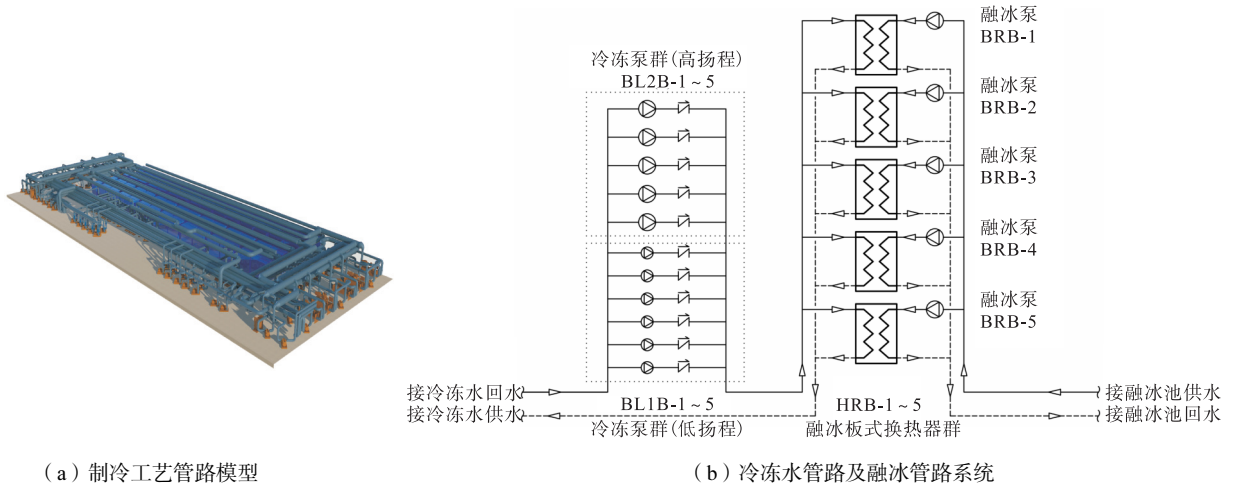 冷冻泵群(高扬程)
BL2B-1~5
融冰泵
BRB-1
融冰泵
BRB-2
融冰泵
BRB-3
融冰泵
BRB-4
融冰泵
BRB-5
接冷冻水回水
接冷冻水供水
BL1B-1~5
冷冻泵群(低扬程)
HRB-1~5
融冰板式换热器群
接融冰池供水
接融冰池回水
(a)制冷工艺管路模型
(b)冷冻水管路及融冰管路系统